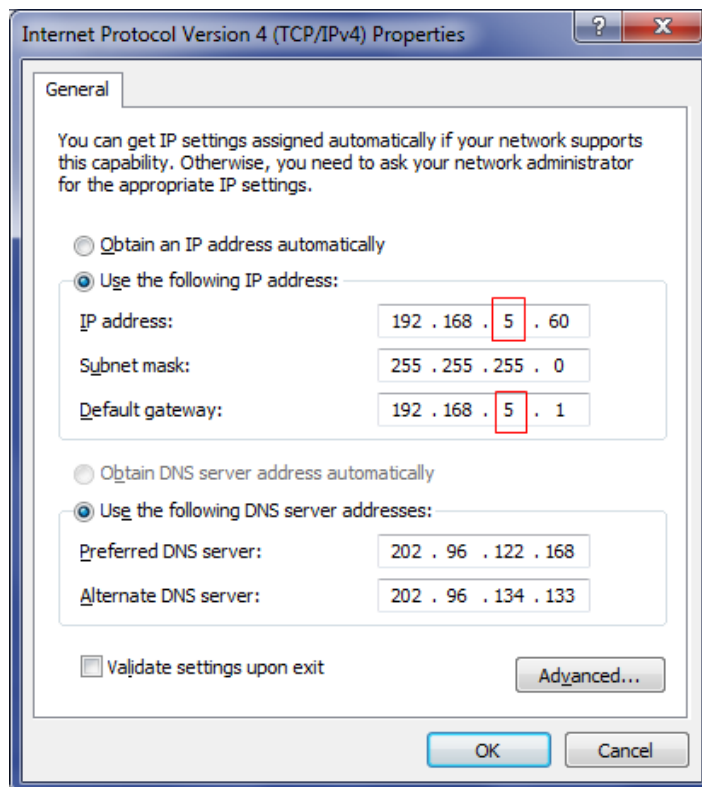 Internet Protocol Version 4 (TCP/IPv4) Properties
?
X
General
You can get IP settings assigned automatically if your network supports
this capability. Otherwise, you need to ask your network administrator
for the appropriate IP settings.
Obtain an IP address automatically
Use the following IP address:
IP address: 192 . 168 . 5 . 60
Subnet mask: 255 . 255 . 255 . 0
Default gateway: 192 . 168 . 5 . 1
Obtain DNS server address automatically
Use the following DNS server addresses:
Preferred DNS server: 202 . 96 . 122 . 168
Alternate DNS server: 202 . 96 . 134 . 133
Validate settings upon exit
Advanced...
OK Cancel